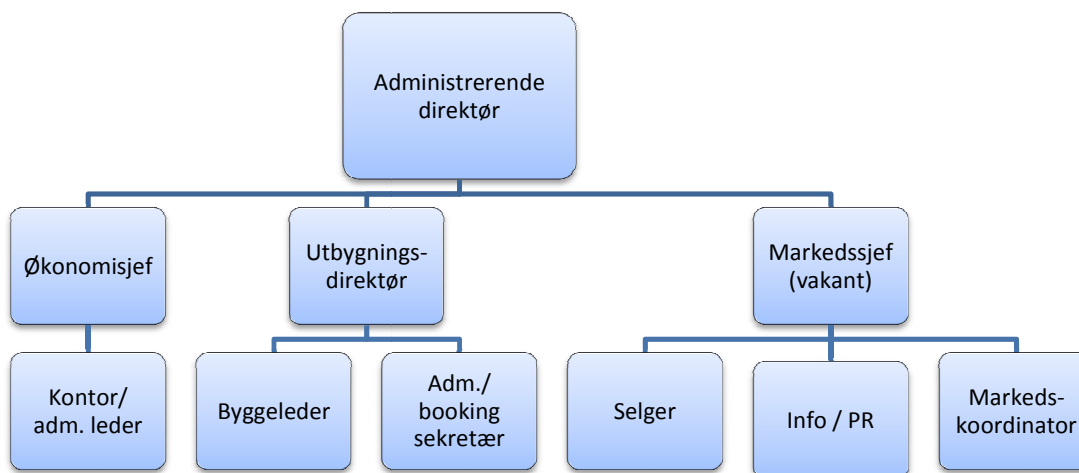 Administrerende
direktør
Økonomisjef
Utbygnings-
direktør
Markedssjef
(vakant)
Kontor/
adm. leder
Byggeleder
Adm./
booking
sekretær
Selger
Info / PR
Markeds-
koordinator